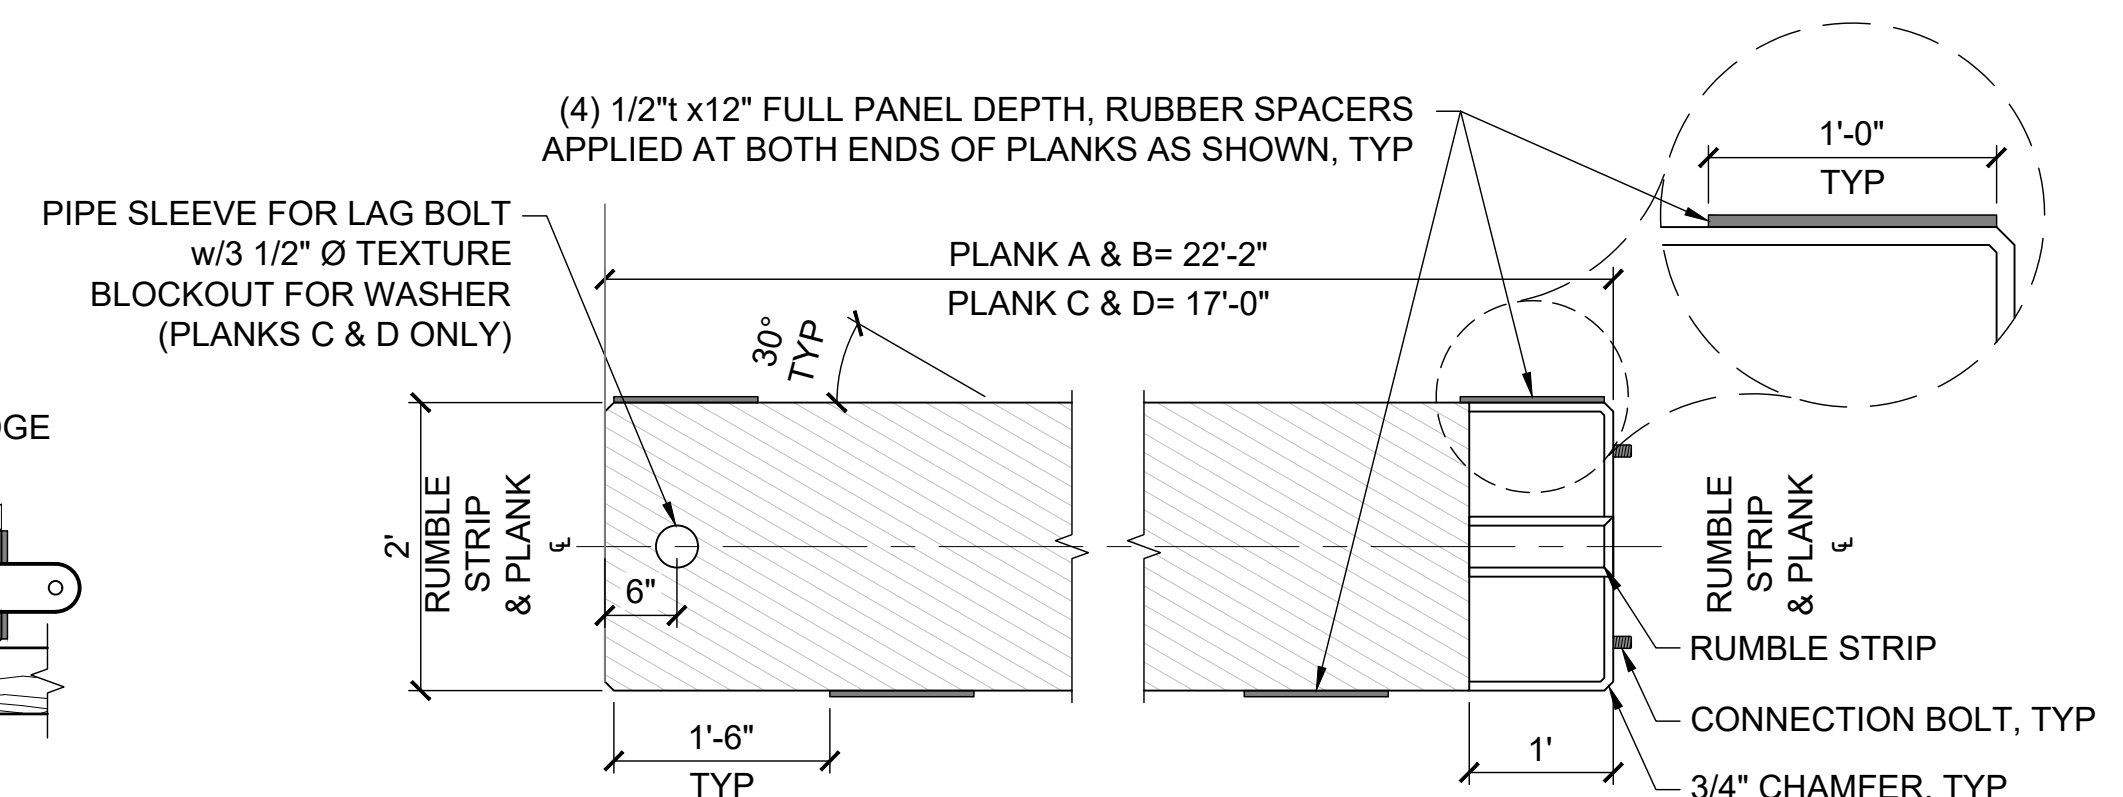 (4) 1/2"t x12" FULL PANEL DEPTH, RUBBER SPACERS
APPLIED AT BOTH ENDS OF PLANKS AS SHOWN, TYP
1'-0"
TYP
PIPE SLEEVE FOR LAG BOLT
w/3 1/2" Ø TEXTURE
BLOCKOUT FOR WASHER
(PLANKS C & D ONLY)
PLANK A & B= 22'-2"
PLANK C & D= 17'-0"
30°
TYP
2'
RUMBLE
STRIP
& PLANK
℄
6"
1'-6"
TYP
1'
RUMBLE
STRIP
& PLANK
℄
RUMBLE STRIP
CONNECTION BOLT, TYP
3/4" CHAMFER, TYP